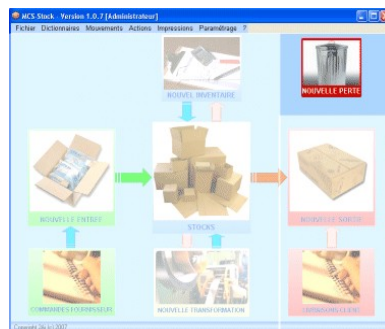 MCS-Stock - Version 1.0.7 [Administrateur]
Fichier Dictionnaires Mouvements Actions Impressions Paramétrage ?
NOUVEL INVENTAIRE
NOUVELLE PERTE
NOUVELLE ENTREE
STOCKS
NOUVELLE SORTIE
COMMANDES FOURNISSEUR
NOUVELLE TRANSFORMATION
LIVRAISONS CLIENT